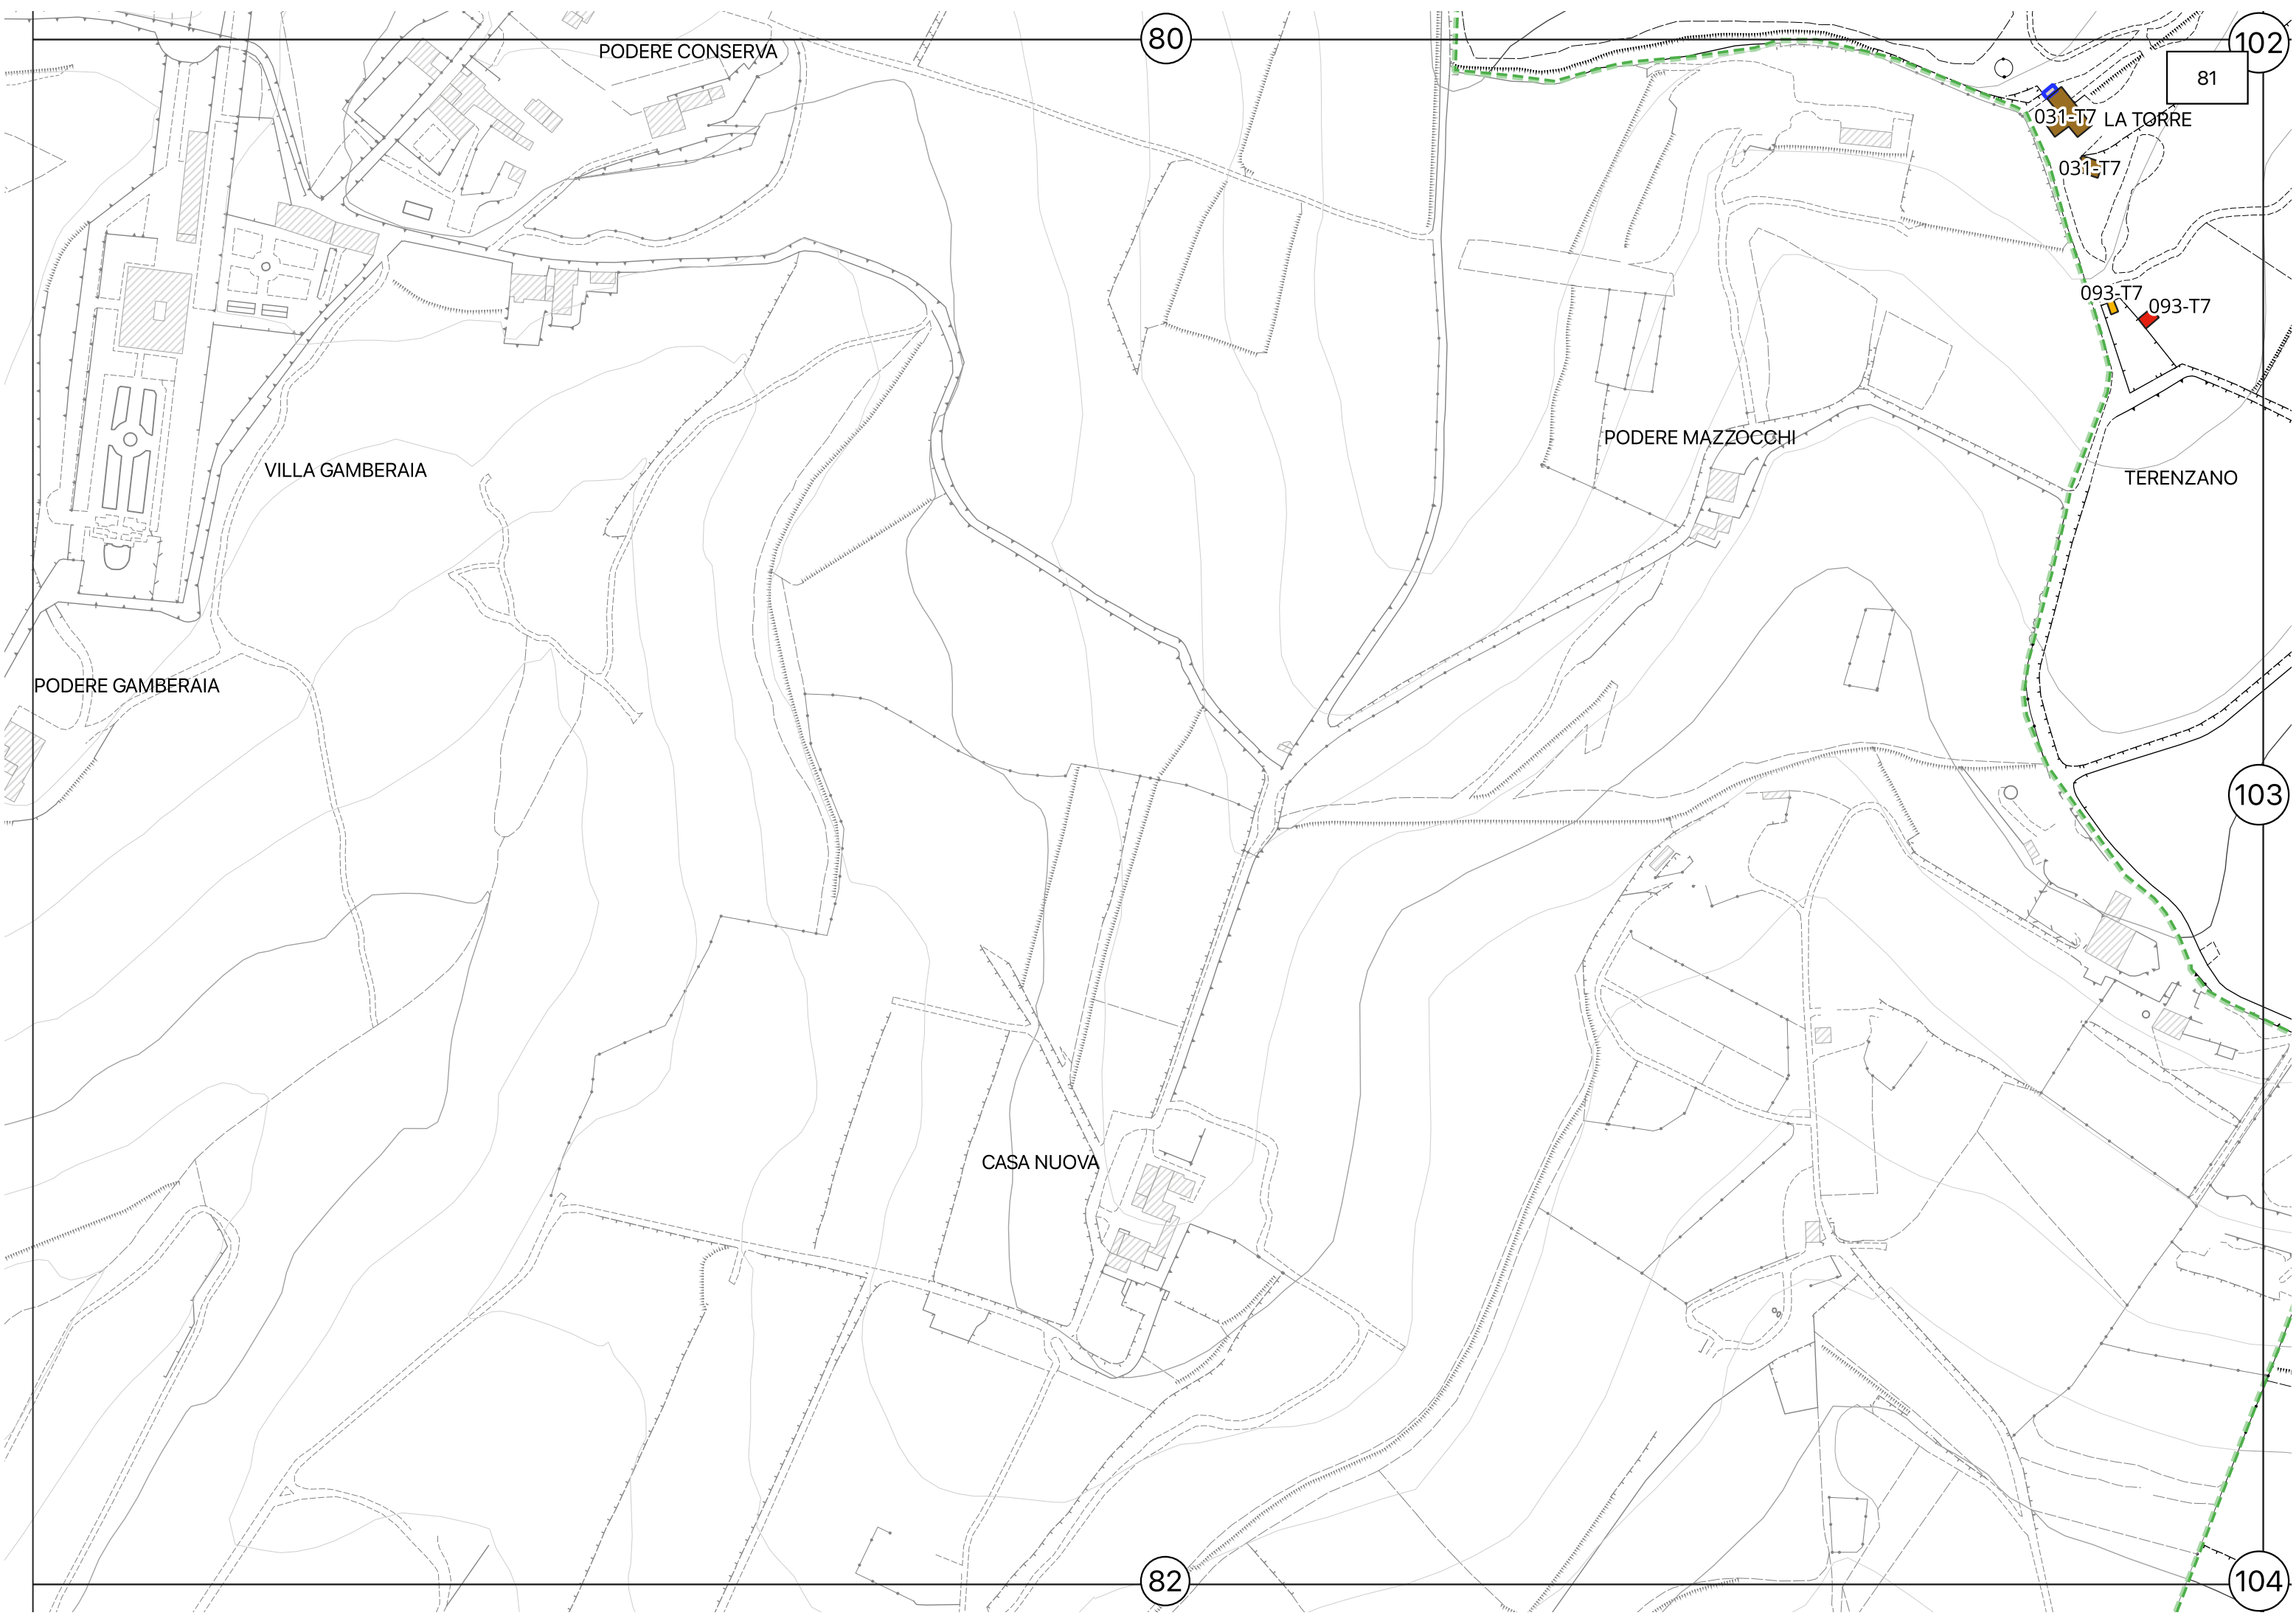 80
102
PODERE CONSERVA
81
031-T7
LA TORRE
031-T7
093-T7
093-T7
PODERE MAZZOCCHI
VILLA GAMBERAIA
TERENZANO
PODERE GAMBERAIA
103
CASA NUOVA
82
104